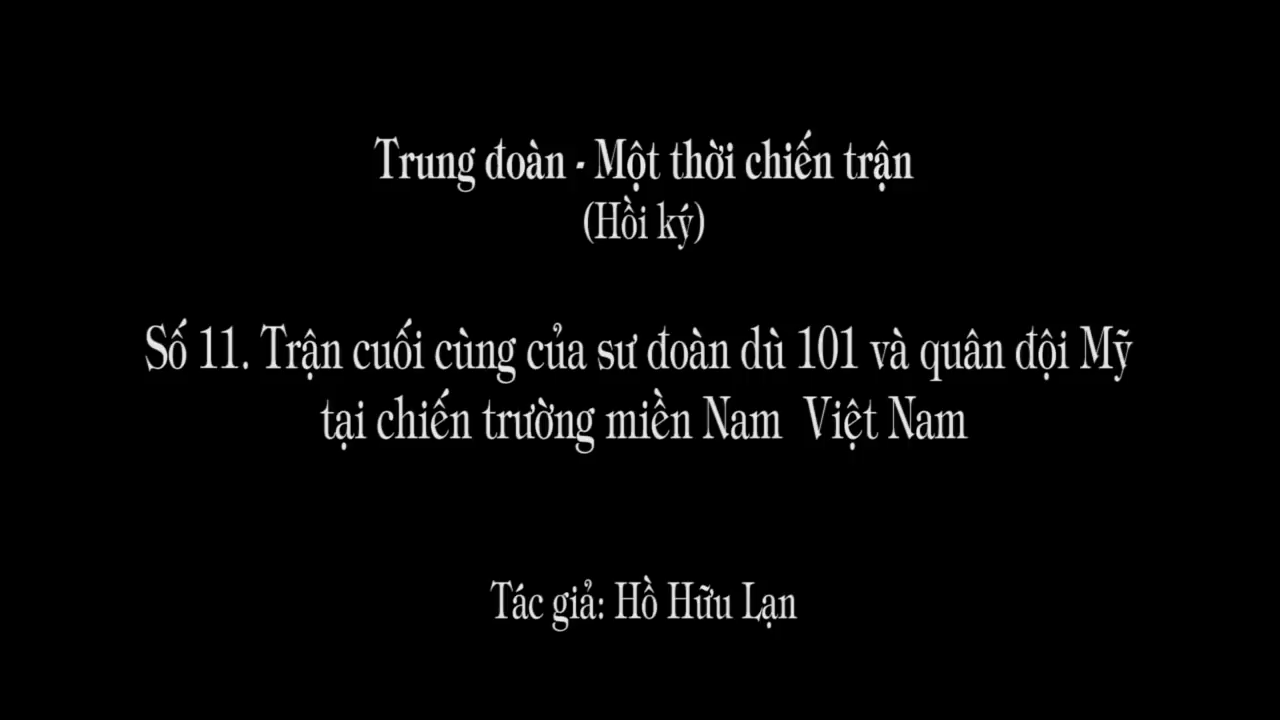 Trung đoàn - Một thời chiến trận
(Hồi ký)
Số 11. Trận cuối cùng của sư đoàn dù 101 và quân đội Mỹ
tại chiến trường miền Nam Việt Nam
Tác giả: Hồ Hữu Lạn